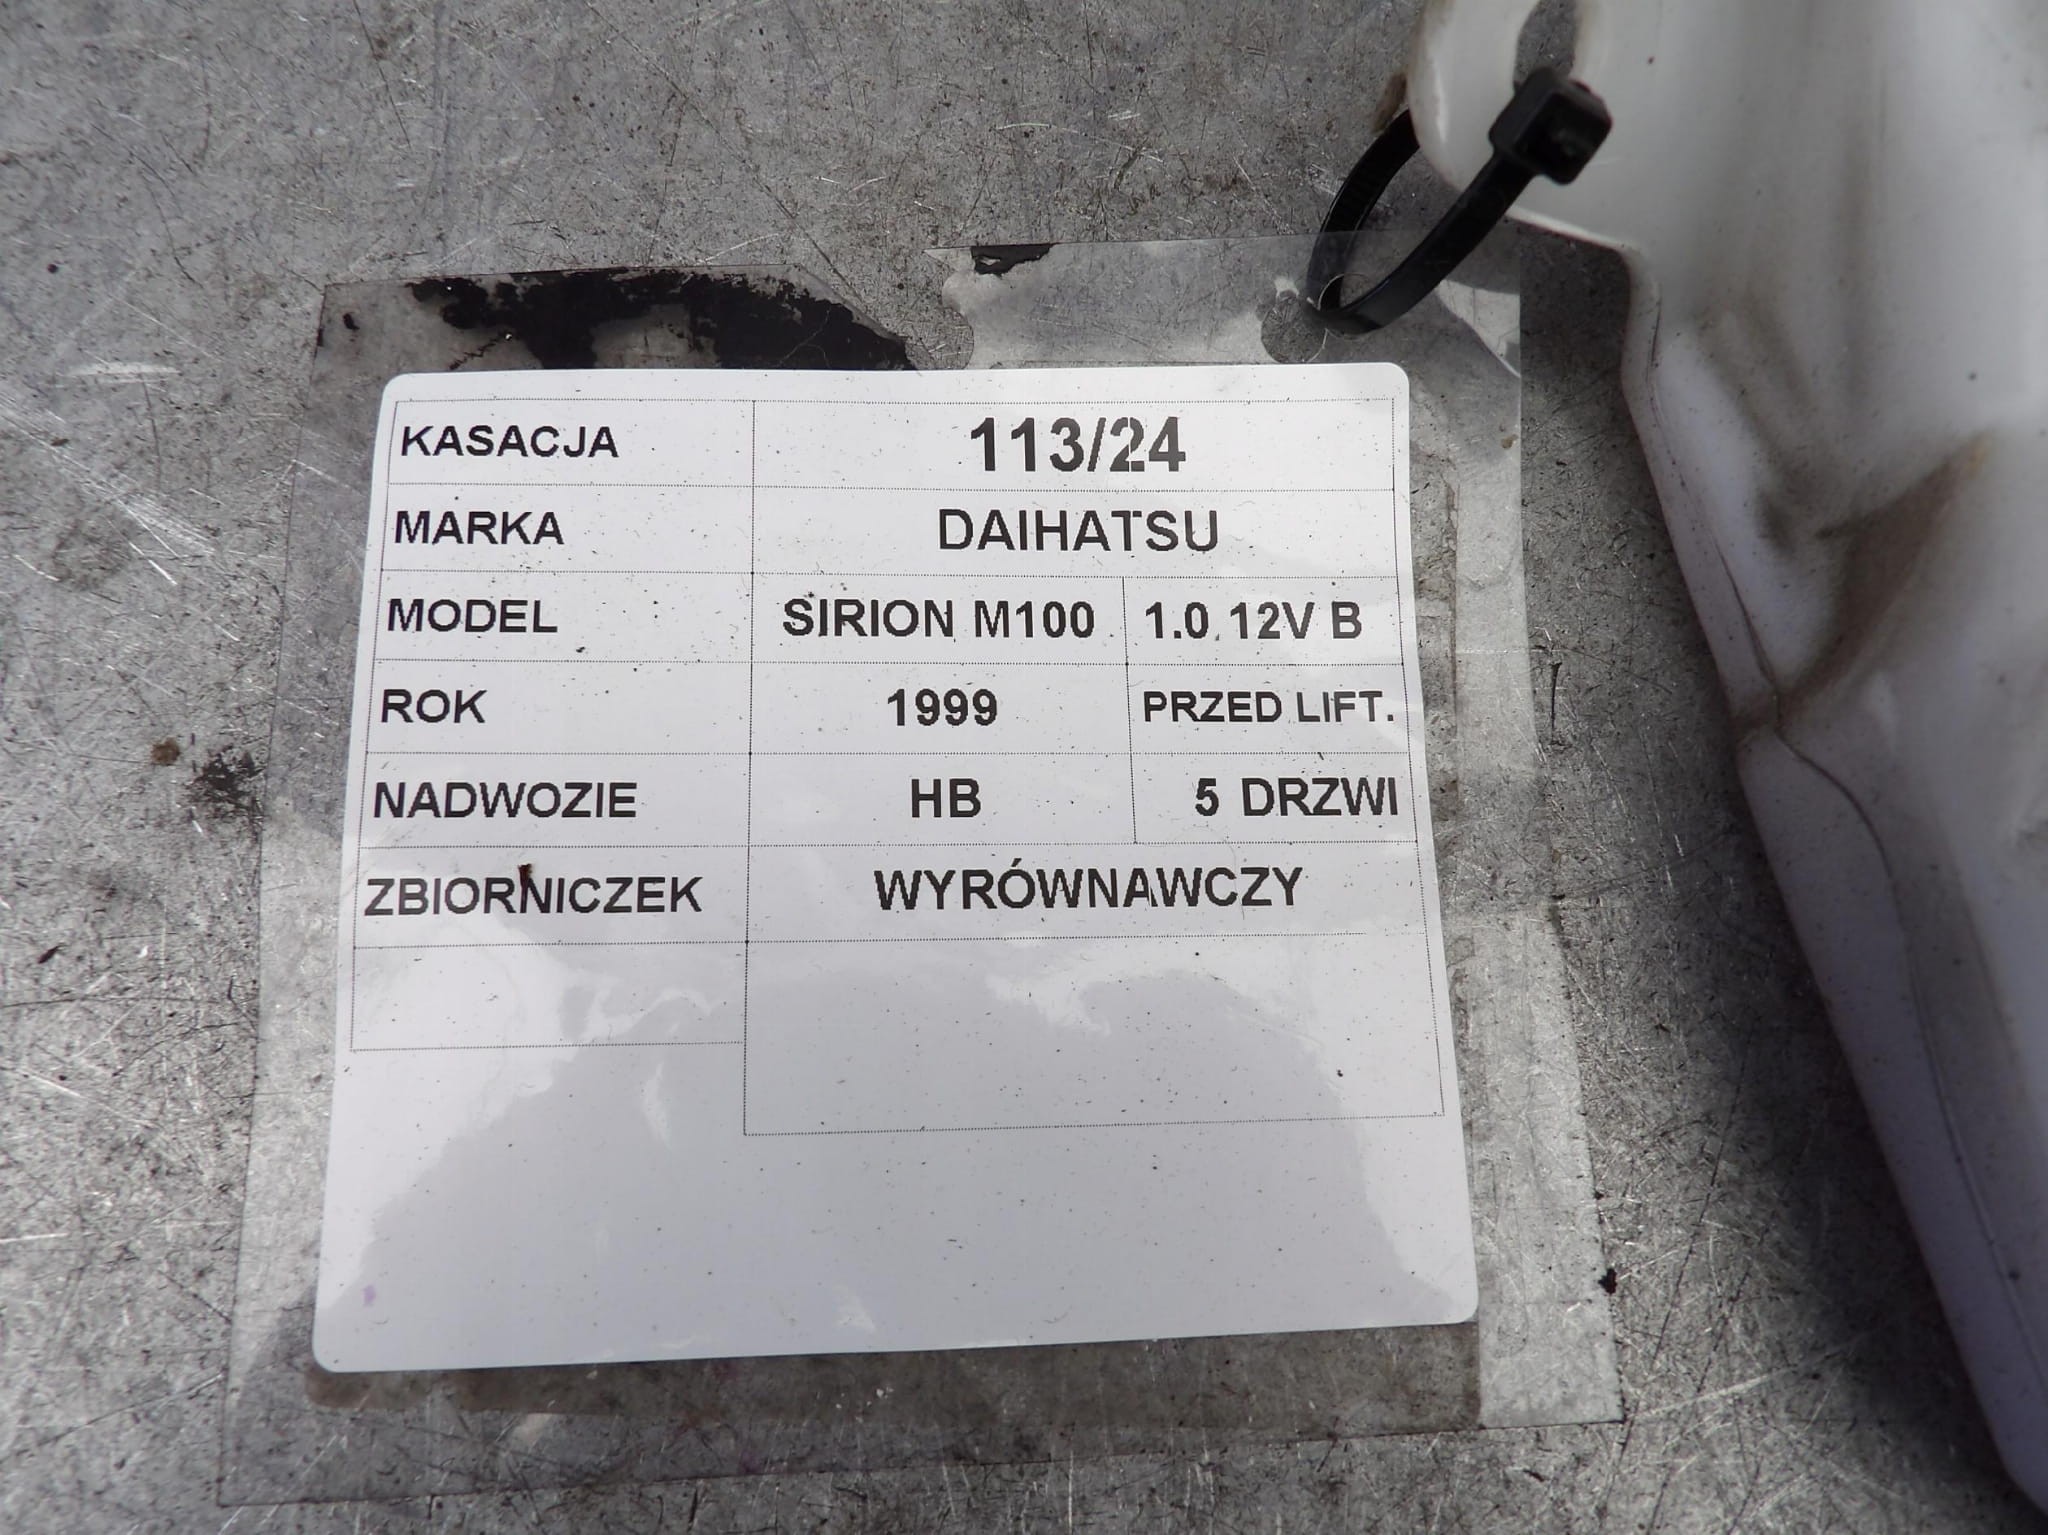 KASACJA 113/24
MARKA DAIHATSU
MODEL SIRION M100 1.0 12V B
ROK 1999 PRZED LIFT.
NADWOZIE HB 5 DRZWI
ZBIORNICZEK WYRÓWNAWCZY